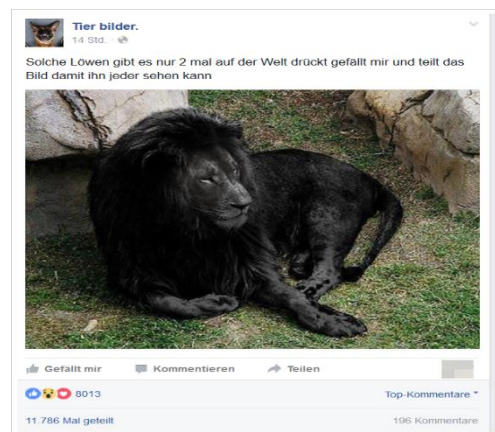 Tier bilder.
14 Std. ·
Solche Löwen gibt es nur 2 mal auf der Welt drückt gefällt mir und teilt das
Bild damit ihn jeder sehen kann
Gefällt mir Kommentieren Teilen
8013 Top-Kommentare
11.786 Mal geteilt 196 Kommentare